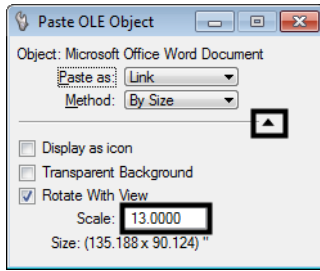 Paste OLE Object
Object: Microsoft Office Word Document
Paste as: Link
Method: By Size
Display as icon
Transparent Background
Rotate With View
Scale: 13.0000
Size: (135.188 x 90.124) "